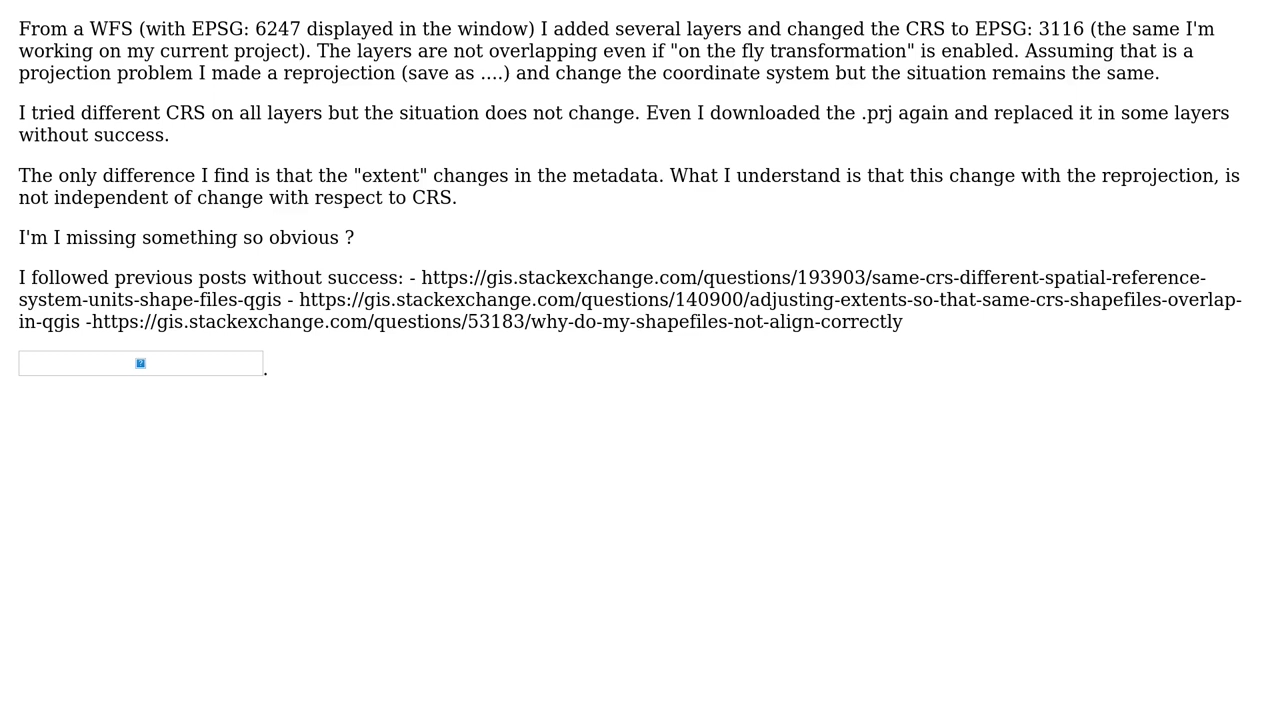 From a WFS (with EPSG: 6247 displayed in the window) I added several layers and changed the CRS to EPSG: 3116 (the same I'm
working on my current project). The layers are not overlapping even if "on the fly transformation" is enabled. Assuming that is a
projection problem I made a reprojection (save as ....) and change the coordinate system but the situation remains the same.
I tried different CRS on all layers but the situation does not change. Even I downloaded the .prj again and replaced it in some layers
without success.
The only difference I find is that the "extent" changes in the metadata. What I understand is that this change with the reprojection, is
not independent of change with respect to CRS.
I'm I missing something so obvious ?
I followed previous posts without success: - https://gis.stackexchange.com/questions/193903/same-crs-different-spatial-reference-
system-units-shape-files-qgis - https://gis.stackexchange.com/questions/140900/adjusting-extents-so-that-same-crs-shapefiles-overlap-
in-qgis -https://gis.stackexchange.com/questions/53183/why-do-my-shapefiles-not-align-correctly
.